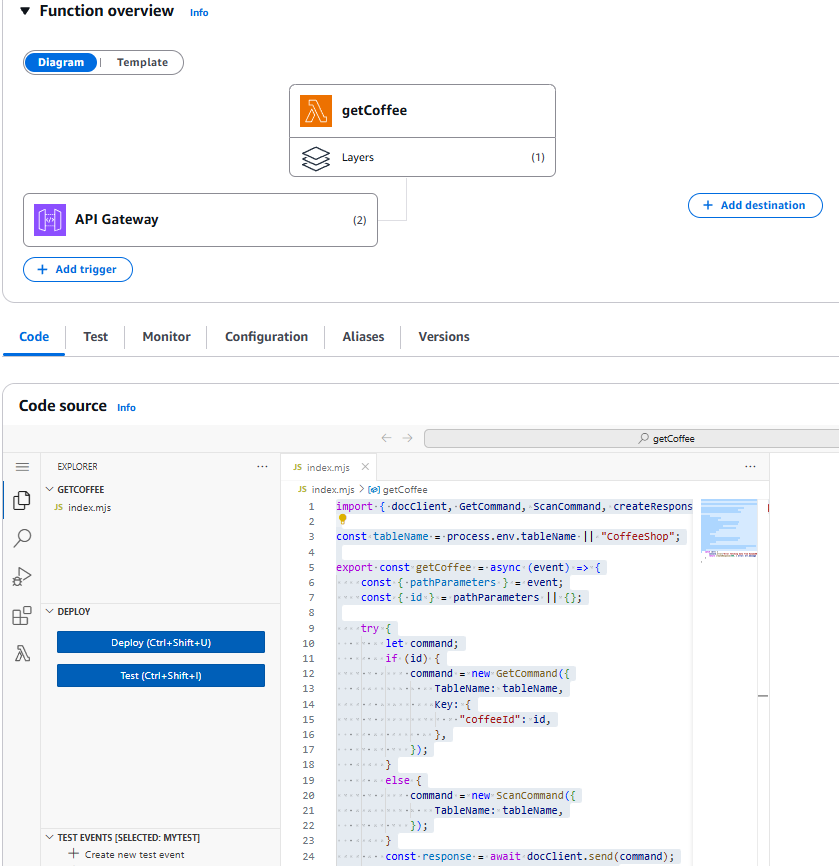 Function overview Info
Diagram | Template
getCoffee
Layers (1)
API Gateway (2)
+ Add destination
+ Add trigger
Code
Test
Monitor
Configuration
Aliases
Versions
Code source Info
getCoffee
EXPLORER
GETCOFFEE
JS index.mjs
DEPLOY
Deploy (Ctrl+Shift+U)
Test (Ctrl+Shift+I)
TEST EVENTS [SELECTED: MYTEST]
+ Create new test event
JS index.mjs
JS index.mjs > getCoffee
1 import { docClient, GetCommand, ScanCommand, createRespons
2
3 const tableName = process.env.tableName || "CoffeeShop";
4
5 export const getCoffee = async (event) => {
6 const { pathParameters } = event;
7 const { id } = pathParameters || {};
8
9 try {
10 let command;
11 if (id) {
12 command = new GetCommand({
13 TableName: tableName,
14 Key: {
15 "coffeeId": id,
16 },
17 });
18 }
19 else {
20 command = new ScanCommand({
21 TableName: tableName,
22 });
23 }
24 const response = await docClient.send(command);